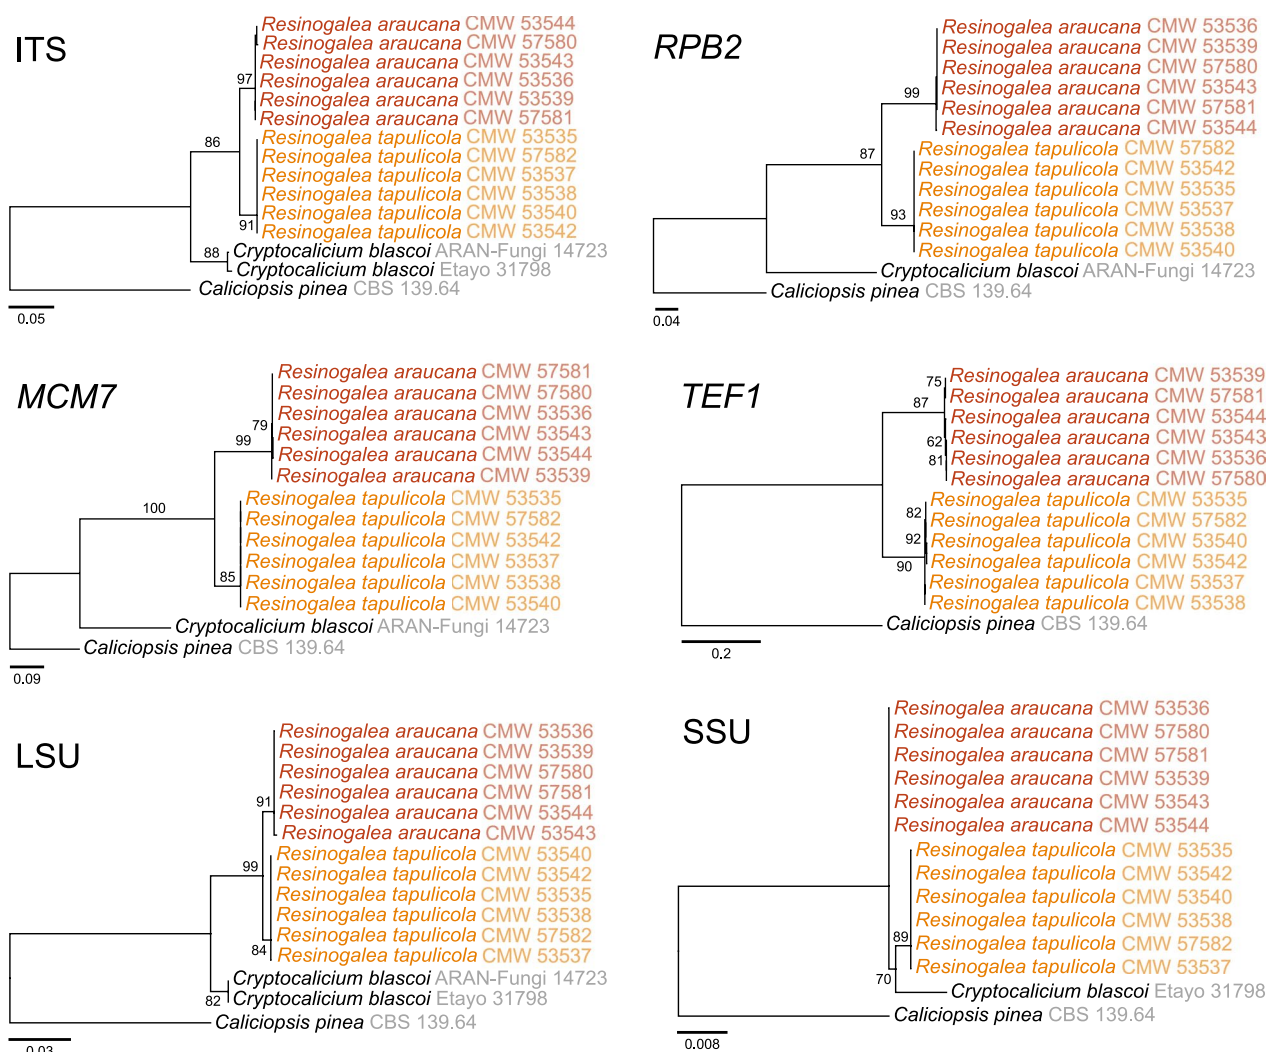 ITS
Resinogalea araucana CMW 53544
Resinogalea araucana CMW 57580
Resinogalea araucana CMW 53543
Resinogalea araucana CMW 53536
Resinogalea araucana CMW 53539
Resinogalea araucana CMW 57581
Resinogalea tapulicola CMW 53535
Resinogalea tapulicola CMW 57582
Resinogalea tapulicola CMW 53537
Resinogalea tapulicola CMW 53538
Resinogalea tapulicola CMW 53540
Resinogalea tapulicola CMW 53542
Cryptocalicium blascoi ARAN-Fungi 14723
Cryptocalicium blascoi Etayo 31798
Caliciopsis pinea CBS 139.64
97
86
91
88
0.05
RPB2
Resinogalea araucana CMW 53536
Resinogalea araucana CMW 53539
Resinogalea araucana CMW 57580
Resinogalea araucana CMW 53543
Resinogalea araucana CMW 57581
Resinogalea araucana CMW 53544
Resinogalea tapulicola CMW 57582
Resinogalea tapulicola CMW 53542
Resinogalea tapulicola CMW 53535
Resinogalea tapulicola CMW 53537
Resinogalea tapulicola CMW 53538
Resinogalea tapulicola CMW 53540
Cryptocalicium blascoi ARAN-Fungi 14723
Caliciopsis pinea CBS 139.64
99
87
93
0.04
MCM7
Resinogalea araucana CMW 57581
Resinogalea araucana CMW 57580
Resinogalea araucana CMW 53536
Resinogalea araucana CMW 53543
Resinogalea araucana CMW 53544
Resinogalea araucana CMW 53539
Resinogalea tapulicola CMW 53535
Resinogalea tapulicola CMW 57582
Resinogalea tapulicola CMW 53542
Resinogalea tapulicola CMW 53537
Resinogalea tapulicola CMW 53538
Resinogalea tapulicola CMW 53540
Cryptocalicium blascoi ARAN-Fungi 14723
Caliciopsis pinea CBS 139.64
79
99
100
85
0.09
TEF1
Resinogalea araucana CMW 53539
Resinogalea araucana CMW 57581
Resinogalea araucana CMW 53544
Resinogalea araucana CMW 53543
Resinogalea araucana CMW 53536
Resinogalea araucana CMW 57580
Resinogalea tapulicola CMW 53535
Resinogalea tapulicola CMW 57582
Resinogalea tapulicola CMW 53540
Resinogalea tapulicola CMW 53542
Resinogalea tapulicola CMW 53537
Resinogalea tapulicola CMW 53538
Caliciopsis pinea CBS 139.64
75
87
62
81
82
92
90
0.2
LSU
Resinogalea araucana CMW 53536
Resinogalea araucana CMW 53539
Resinogalea araucana CMW 57580
Resinogalea araucana CMW 57581
Resinogalea araucana CMW 53544
Resinogalea araucana CMW 53543
Resinogalea tapulicola CMW 53540
Resinogalea tapulicola CMW 53542
Resinogalea tapulicola CMW 53535
Resinogalea tapulicola CMW 53538
Resinogalea tapulicola CMW 57582
Resinogalea tapulicola CMW 53537
Cryptocalicium blascoi ARAN-Fungi 14723
Cryptocalicium blascoi Etayo 31798
Caliciopsis pinea CBS 139.64
91
99
84
82
0.03
SSU
Resinogalea araucana CMW 53536
Resinogalea araucana CMW 57580
Resinogalea araucana CMW 57581
Resinogalea araucana CMW 53539
Resinogalea araucana CMW 53543
Resinogalea araucana CMW 53544
Resinogalea tapulicola CMW 53535
Resinogalea tapulicola CMW 53542
Resinogalea tapulicola CMW 53540
Resinogalea tapulicola CMW 53538
Resinogalea tapulicola CMW 57582
Resinogalea tapulicola CMW 53537
Cryptocalicium blascoi Etayo 31798
Caliciopsis pinea CBS 139.64
89
70
0.008